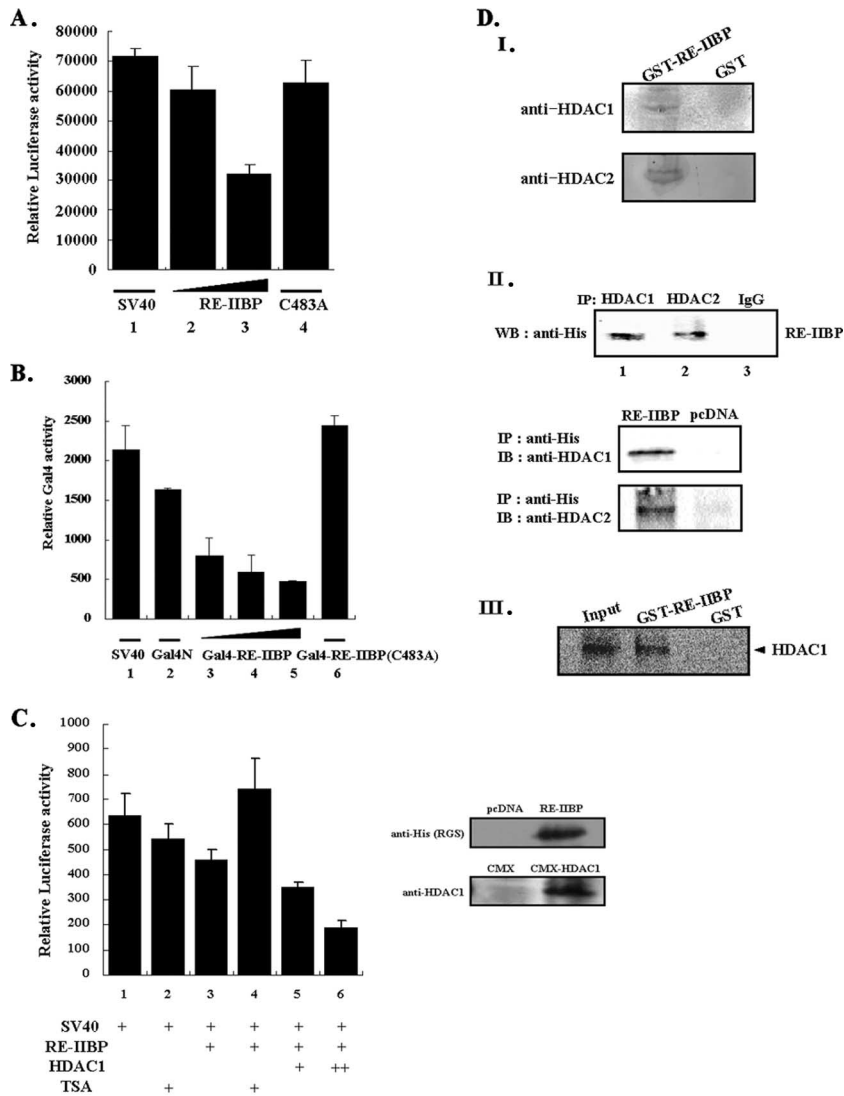 A.
Relative Luciferase activity
80000
70000
60000
50000
40000
30000
20000
10000
0
SV40 RE-IIBP C483A
1 2 3 4
B.
Relative Gal4 activity
3000
2500
2000
1500
1000
500
0
SV40 Gal4N Gal4-RE-IIBP Gal4-RE-IIBP(C483A)
1 2 3 4 5 6
C.
Relative Luciferase activity
1000
900
800
700
600
500
400
300
200
100
0
1 2 3 4 5 6
SV40 + + + + + +
RE-IIBP + + + +
HDAC1 + ++
TSA + +
pcDNA RE-IIBP
anti-His (RGS)
CMX CMX-HDAC1
anti-HDAC1
D.
I.
GST-RE-IIBP GST
anti-HDAC1
anti-HDAC2
II.
IP: HDAC1 HDAC2 IgG
WB : anti-His RE-IIBP
1 2 3
RE-IIBP pcDNA
IP : anti-His
IB : anti-HDAC1
IP : anti-His
IB : anti-HDAC2
III.
Input GST-RE-IIBP GST
HDAC1